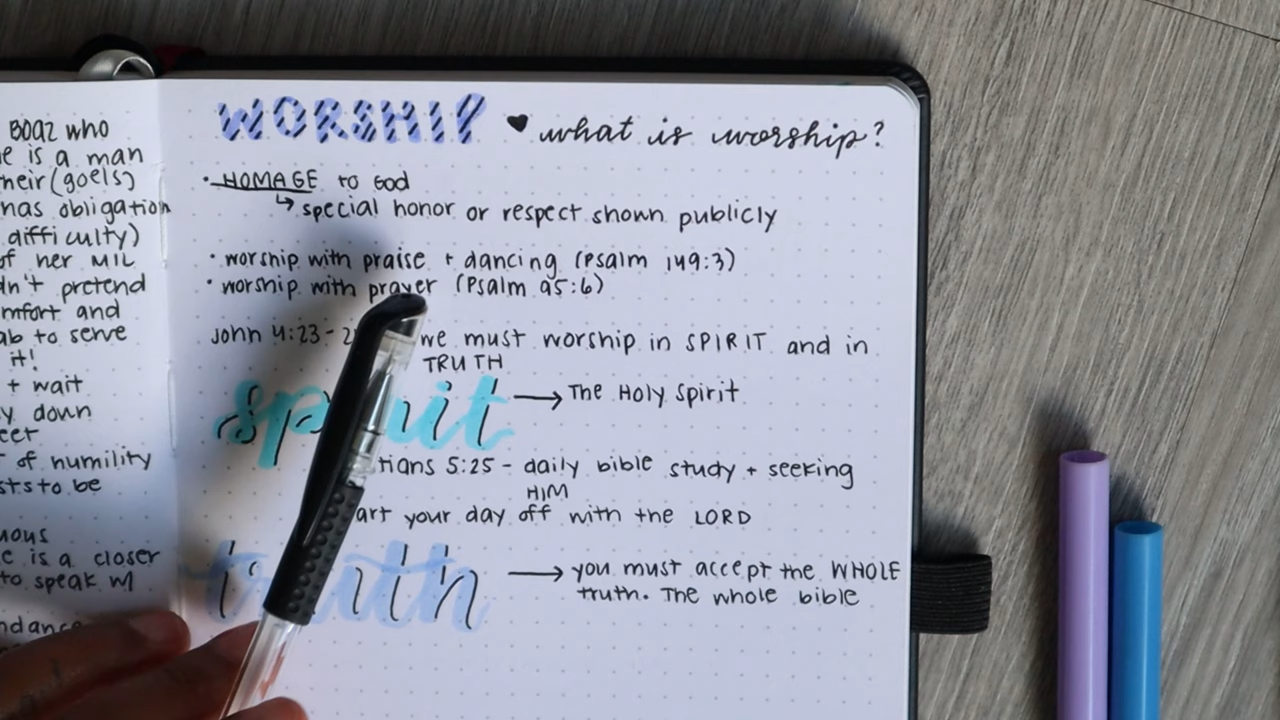 BOAZ who
e is a man
heir (goels)
has obligation
difficulty)
of her MIL
dn't pretend
mfort and
ab to serve
it!
+ wait
y down
eet
of humility
sts to be
uous
e is a closer
to speak w/
ndance
WORSHIP ♥ what is worship?
• HOMAGE to God
↳ special honor or respect shown publicly
• worship with praise + dancing (Psalm 149:3)
• worship with prayer (Psalm 95:6)
John 4:23-2 we must worship in SPIRIT and in
TRUTH
spirit → The Holy Spirit
tians 5:25 - daily bible study + seeking
HIM
art your day off with the LORD
truth → you must accept the WHOLE
truth. The whole bible